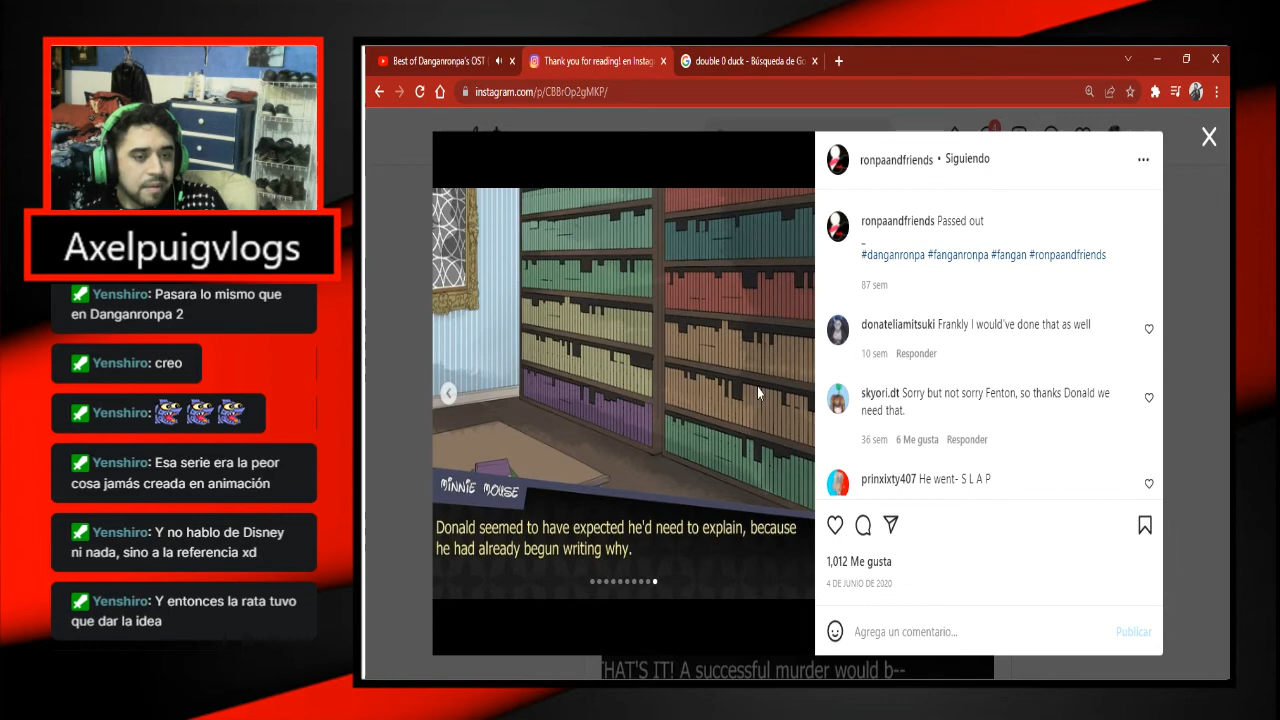 Best of Danganronpa's OST
Thank you for reading! en Instag
double 0 duck - Búsqueda de Go
instagram.com/p/CBBrOp2gMKP/
Axelpuigvlogs
Yenshiro: Pasara lo mismo que
en Danganronpa 2
Yenshiro: creo
Yenshiro:
Yenshiro: Esa serie era la peor
cosa jamás creada en animación
Yenshiro: Y no hablo de Disney
ni nada, sino a la referencia xd
Yenshiro: Y entonces la rata tuvo
que dar la idea
MINNIE MOUSE
Donald seemed to have expected he'd need to explain, because
he had already begun writing why.
ronpaandfriends • Siguiendo
ronpaandfriends Passed out
_
#danganronpa #fanganronpa #fangan #ronpaandfriends
87 sem
donateliamitsuki Frankly I would've done that as well
10 sem Responder
skyori.dt Sorry but not sorry Fenton, so thanks Donald we
need that.
36 sem 6 Me gusta Responder
prinxixty407 He went- S L A P
1,012 Me gusta
4 DE JUNIO DE 2020
Agrega un comentario...
Publicar
THAT'S IT! A successful murder would b--